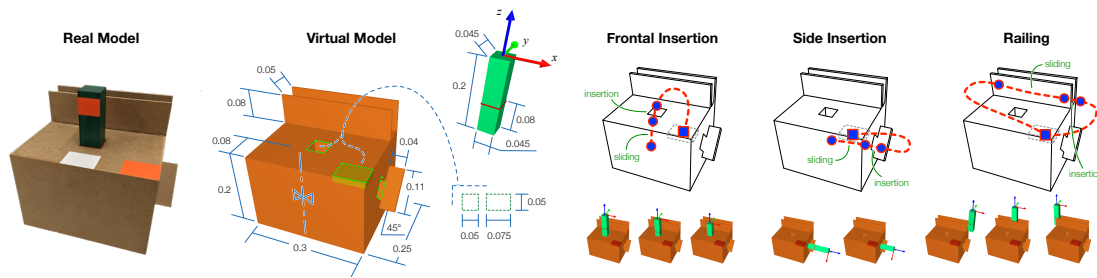 Real Model
Virtual Model
Frontal Insertion
Side Insertion
Railing
z
y
x
0.045
0.2
0.08
0.045
0.05
0.08
0.08
0.2
0.3
45°
0.25
0.04
0.11
0.05
0.05
0.075
insertion
sliding
sliding
insertion
sliding
insertic